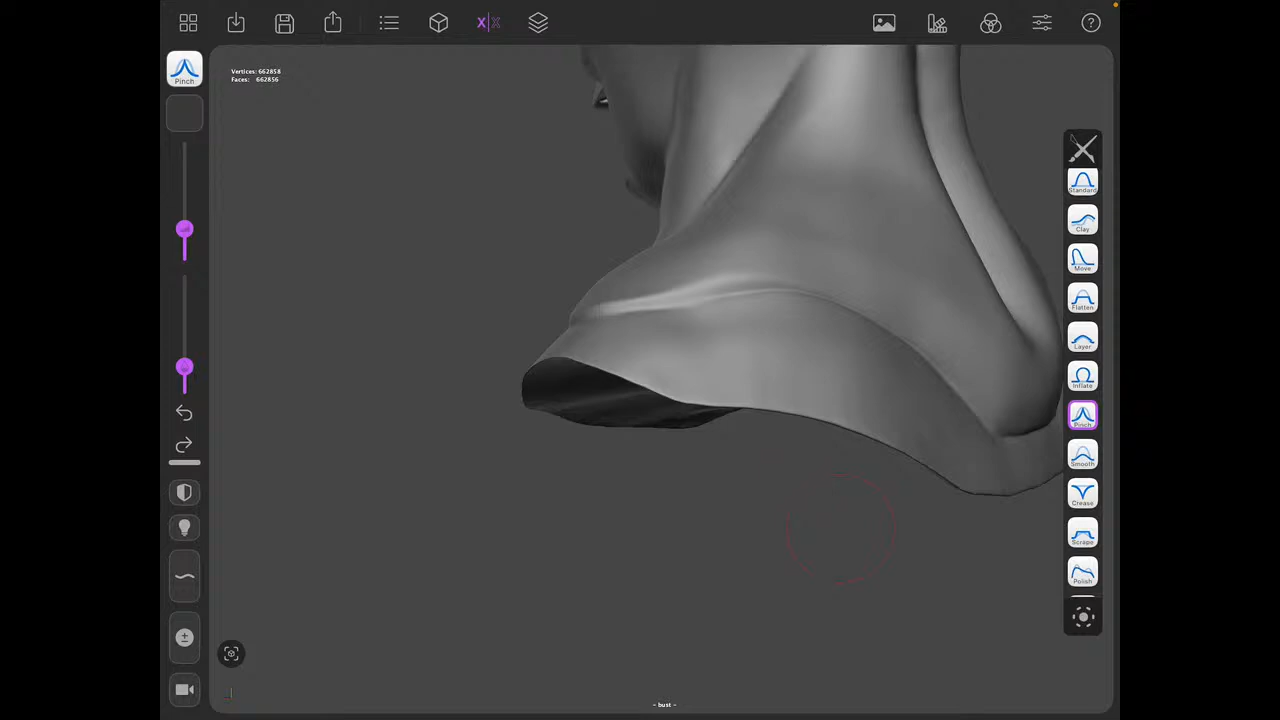 X|X
Pinch
Vertices: 662858
Faces: 662856
Standard
Clay
Move
Flatten
Layer
Inflate
Pinch
Smooth
Crease
Scrape
Polish
~ bust ~